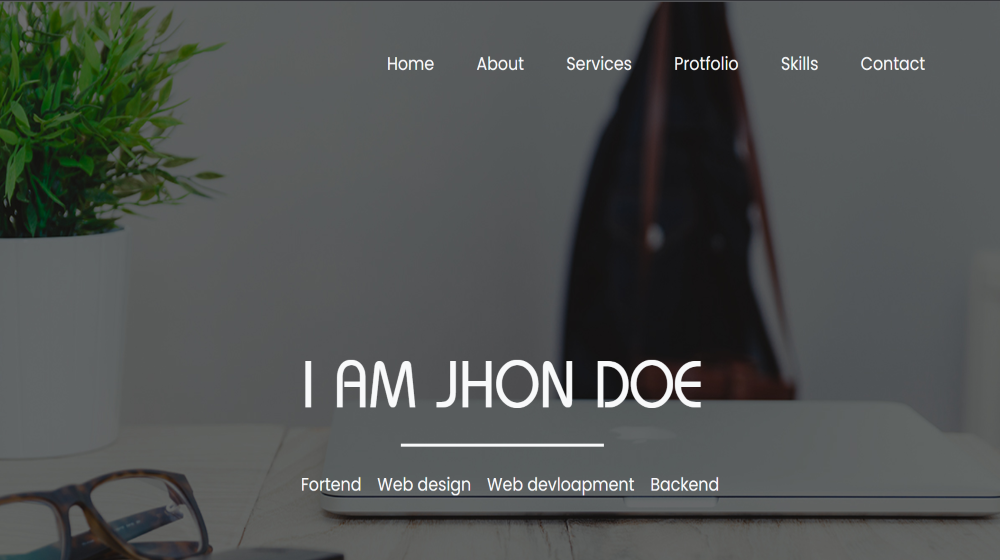 Home About Services Protfolio Skills Contact
I AM JHON DOE
Fortend Web design Web devloapment Backend